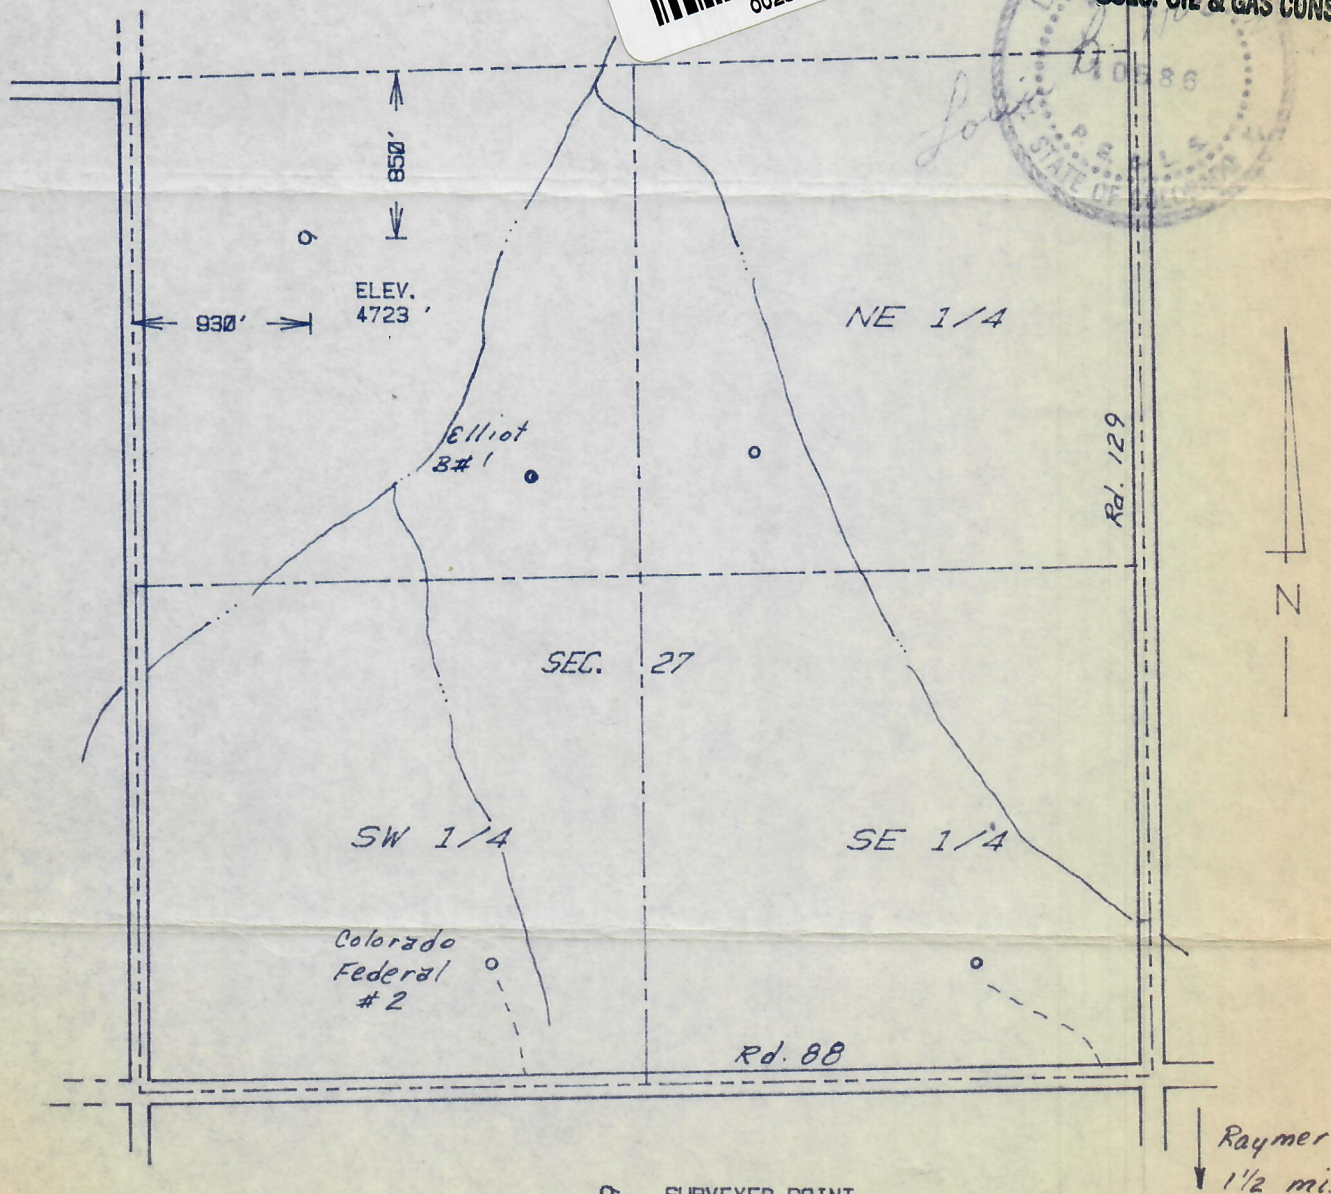 850'
930'
ELEV.
4723 '
NE 1/4
Elliot
B# 1
Rd. 129
N
SEC. 27
SW 1/4
SE 1/4
Colorado
Federal
# 2
Rd. 88
Raymer
1 1/2 mi.
SURVEYED POINT
OIL & GAS CONS
10586
STATE OF COLORADO